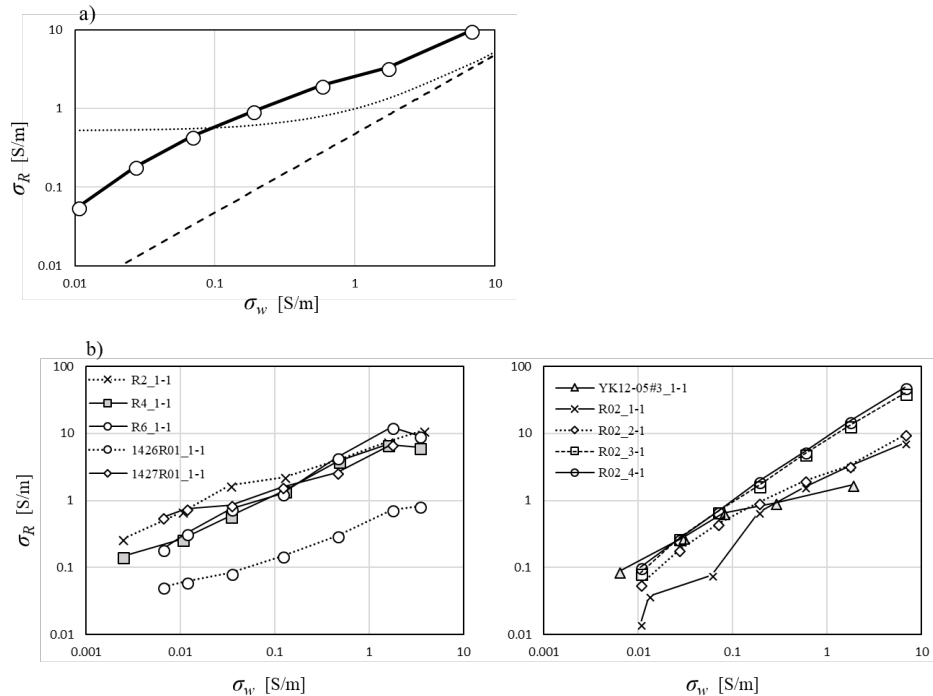 a)
10
1
0.1
0.01
σR [S/m]
0.01 0.1 1 10
σw [S/m]
b)
100
10
1
0.1
0.01
σR [S/m]
R2_1-1
R4_1-1
R6_1-1
1426R01_1-1
1427R01_1-1
0.001 0.01 0.1 1 10
σw [S/m]
100
10
1
0.1
0.01
YK12-05#3_1-1
R02_1-1
R02_2-1
R02_3-1
R02_4-1
0.001 0.01 0.1 1 10
σw [S/m]